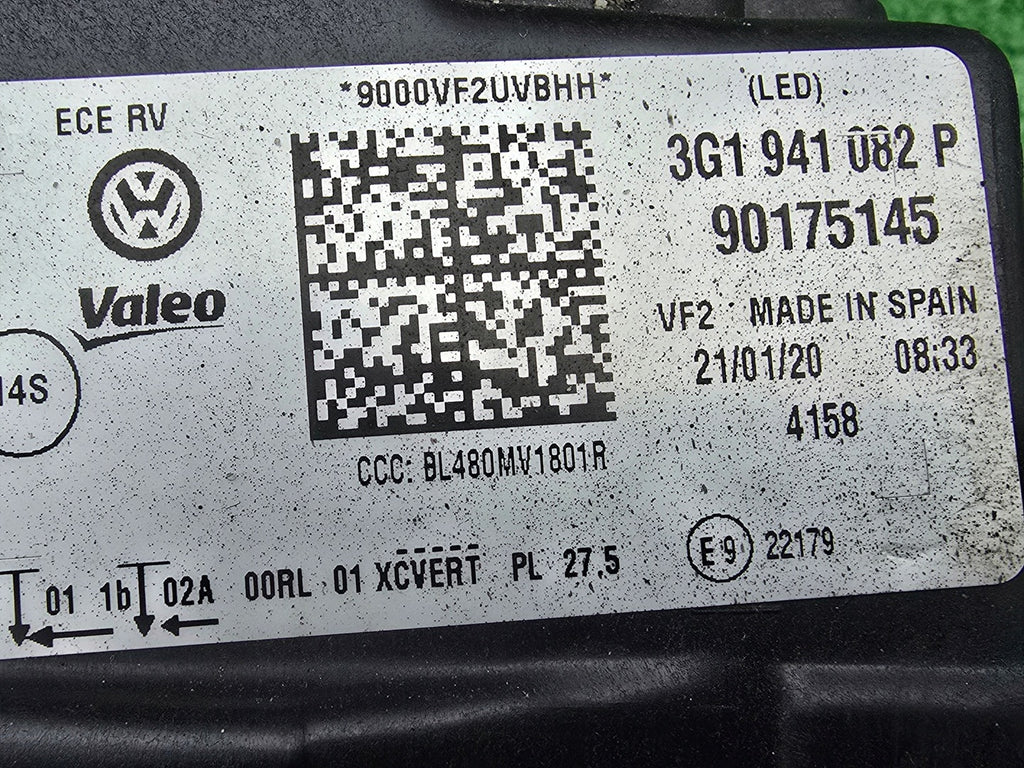 *9000VF2UVBHH*
(LED)
ECE RV
3G1 941 082 P
90175145
Valeo
VF2 MADE IN SPAIN
21/01/20 08:33
14S
4158
CCC: BL480MV1801R
E9 22179
01 1b 02A 00RL 01 XCVERT PL 27.5